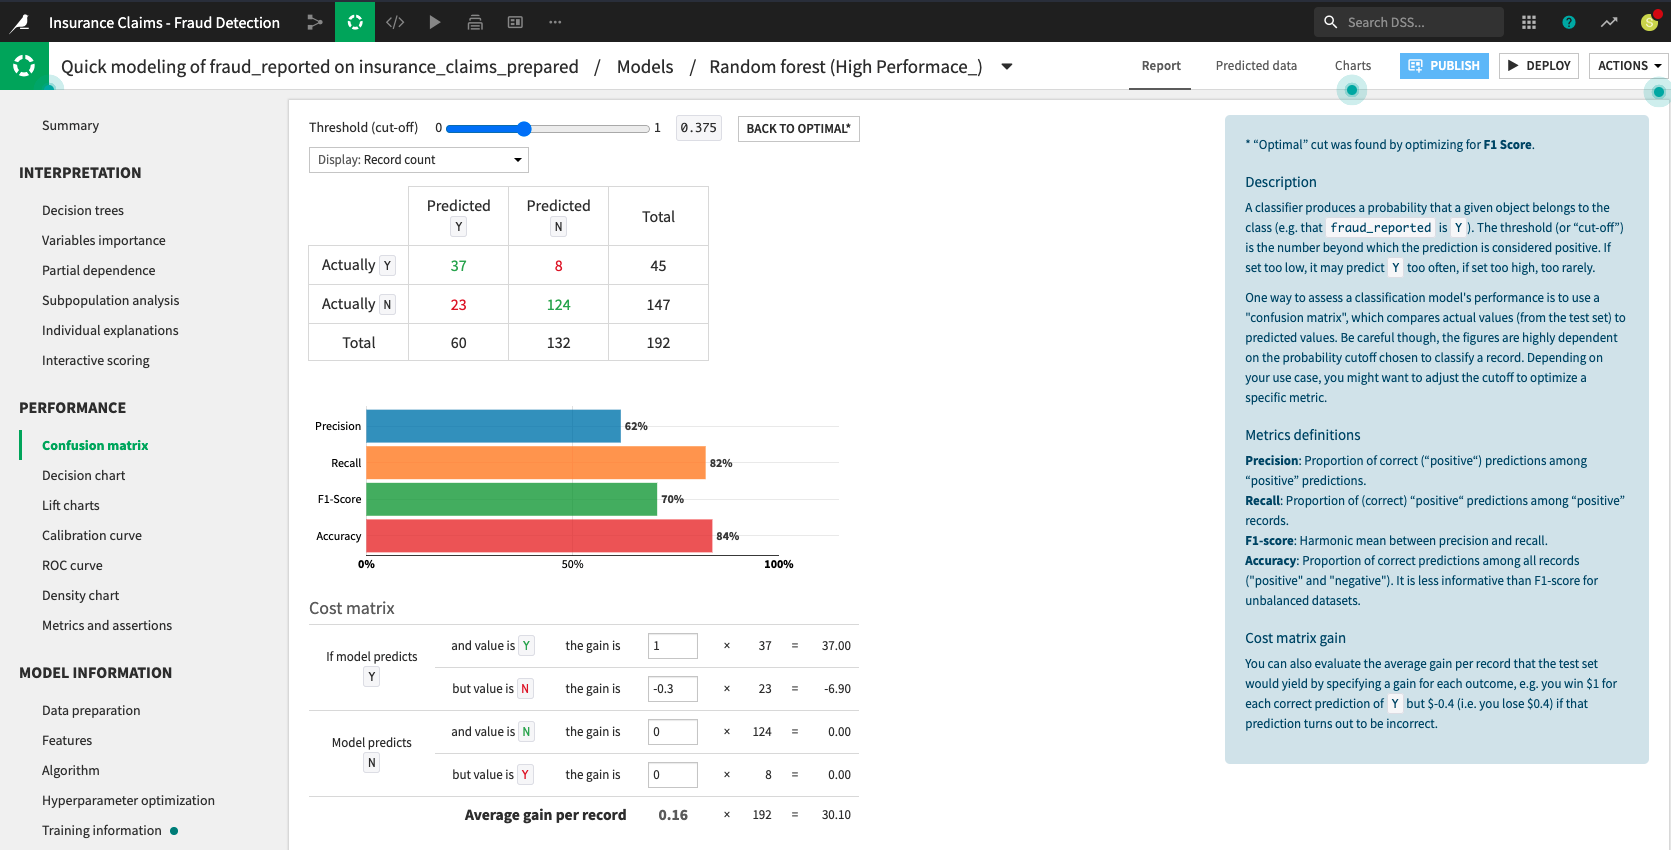 Insurance Claims - Fraud Detection
Search DSS...
S
Quick modeling of fraud_reported on insurance_claims_prepared / Models / Random forest (High Performace_)
Report Predicted data Charts PUBLISH DEPLOY ACTIONS
Summary
INTERPRETATION
Decision trees
Variables importance
Partial dependence
Subpopulation analysis
Individual explanations
Interactive scoring
PERFORMANCE
Confusion matrix
Decision chart
Lift charts
Calibration curve
ROC curve
Density chart
Metrics and assertions
MODEL INFORMATION
Data preparation
Features
Algorithm
Hyperparameter optimization
Training information
Threshold (cut-off) 0 1 0.375 BACK TO OPTIMAL*
Display: Record count
Predicted Y Predicted N Total
Actually Y 37 8 45
Actually N 23 124 147
Total 60 132 192
Precision 62%
Recall 82%
F1-Score 70%
Accuracy 84%
0% 50% 100%
Cost matrix
If model predicts Y
and value is Y the gain is 1 × 37 = 37.00
but value is N the gain is -0.3 × 23 = -6.90
Model predicts N
and value is N the gain is 0 × 124 = 0.00
but value is Y the gain is 0 × 8 = 0.00
Average gain per record 0.16 × 192 = 30.10
* “Optimal” cut was found by optimizing for F1 Score.
Description
A classifier produces a probability that a given object belongs to the
class (e.g. that fraud_reported is Y ). The threshold (or “cut-off”)
is the number beyond which the prediction is considered positive. If
set too low, it may predict Y too often, if set too high, too rarely.
One way to assess a classification model's performance is to use a
"confusion matrix", which compares actual values (from the test set) to
predicted values. Be careful though, the figures are highly dependent
on the probability cutoff chosen to classify a record. Depending on
your use case, you might want to adjust the cutoff to optimize a
specific metric.
Metrics definitions
Precision: Proportion of correct (“positive“) predictions among
“positive” predictions.
Recall: Proportion of (correct) “positive“ predictions among “positive”
records.
F1-score: Harmonic mean between precision and recall.
Accuracy: Proportion of correct predictions among all records
("positive" and "negative"). It is less informative than F1-score for
unbalanced datasets.
Cost matrix gain
You can also evaluate the average gain per record that the test set
would yield by specifying a gain for each outcome, e.g. you win $1 for
each correct prediction of Y but $-0.4 (i.e. you lose $0.4) if that
prediction turns out to be incorrect.